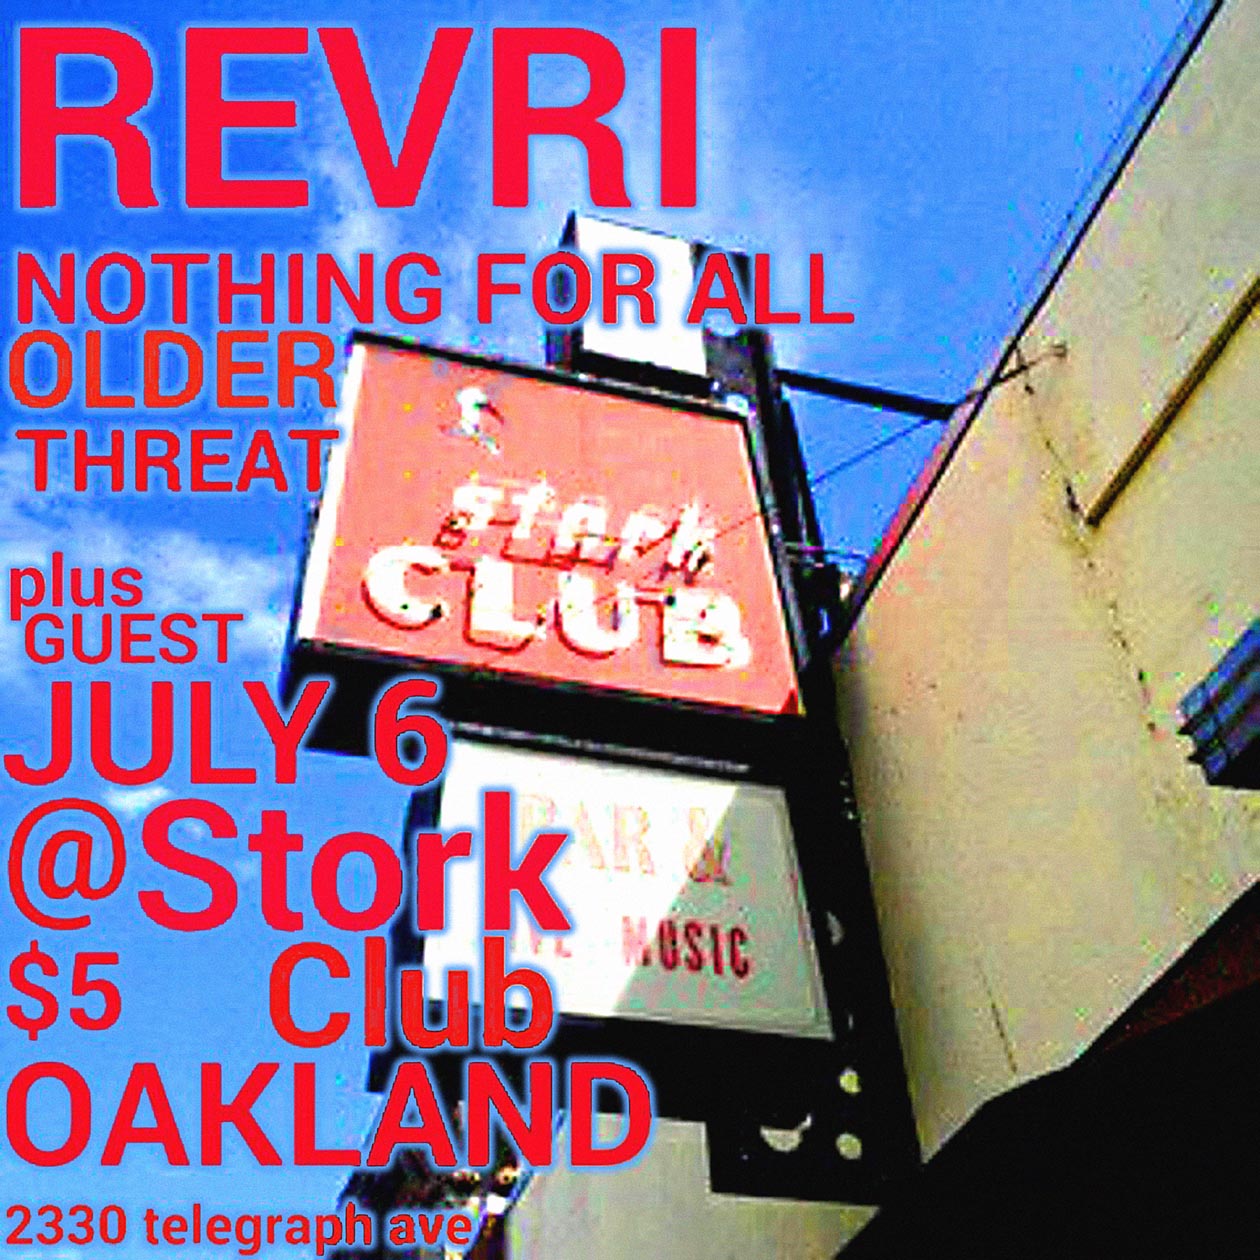 REVRI
NOTHING FOR ALL
OLDER
THREAT
stork
CLUB
plus
GUEST
JULY 6
BAR &
MUSIC
@Stork
$5 Club
OAKLAND
2330 telegraph ave